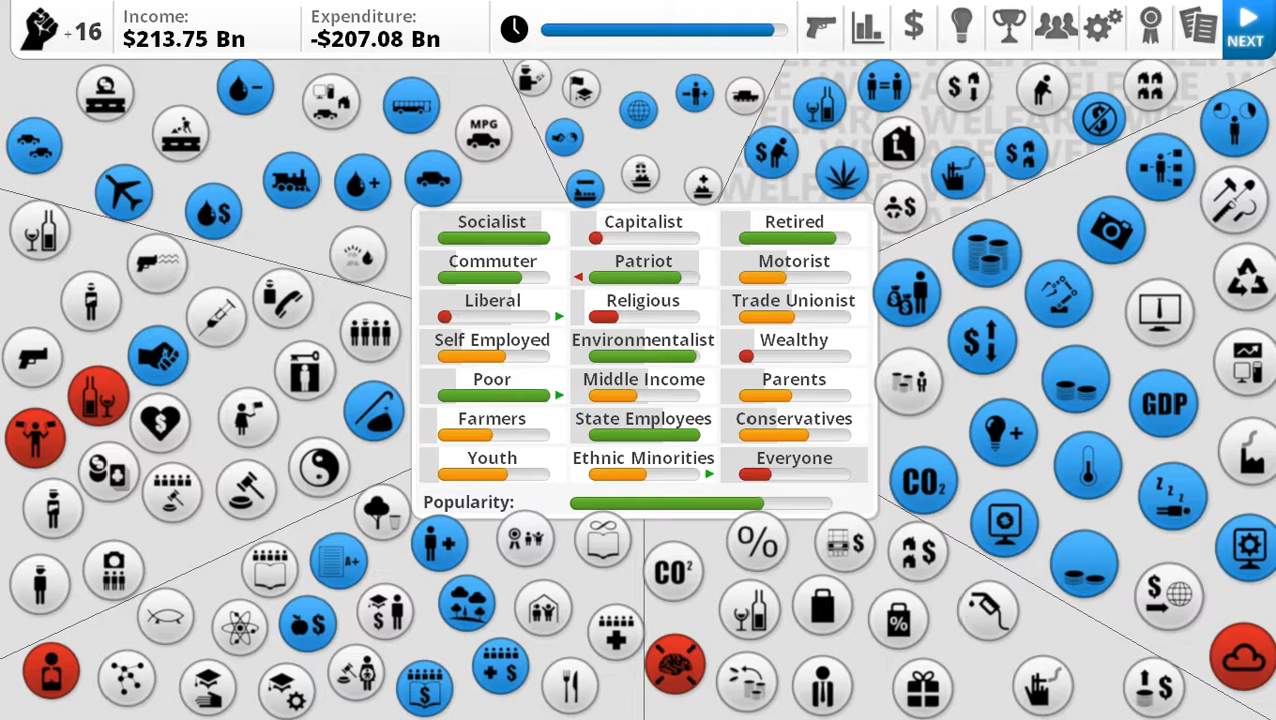 +16
Income:
$213.75 Bn
Expenditure:
-$207.08 Bn
NEXT
MPG
WELFARE WELFARE
Socialist
Capitalist
Retired
Commuter
Patriot
Motorist
Liberal
Religious
Trade Unionist
Self Employed
Environmentalist
Wealthy
Poor
Middle Income
Parents
Farmers
State Employees
Conservatives
Youth
Ethnic Minorities
Everyone
Popularity:
GDP
CO²
z z z
A+
CO²
%